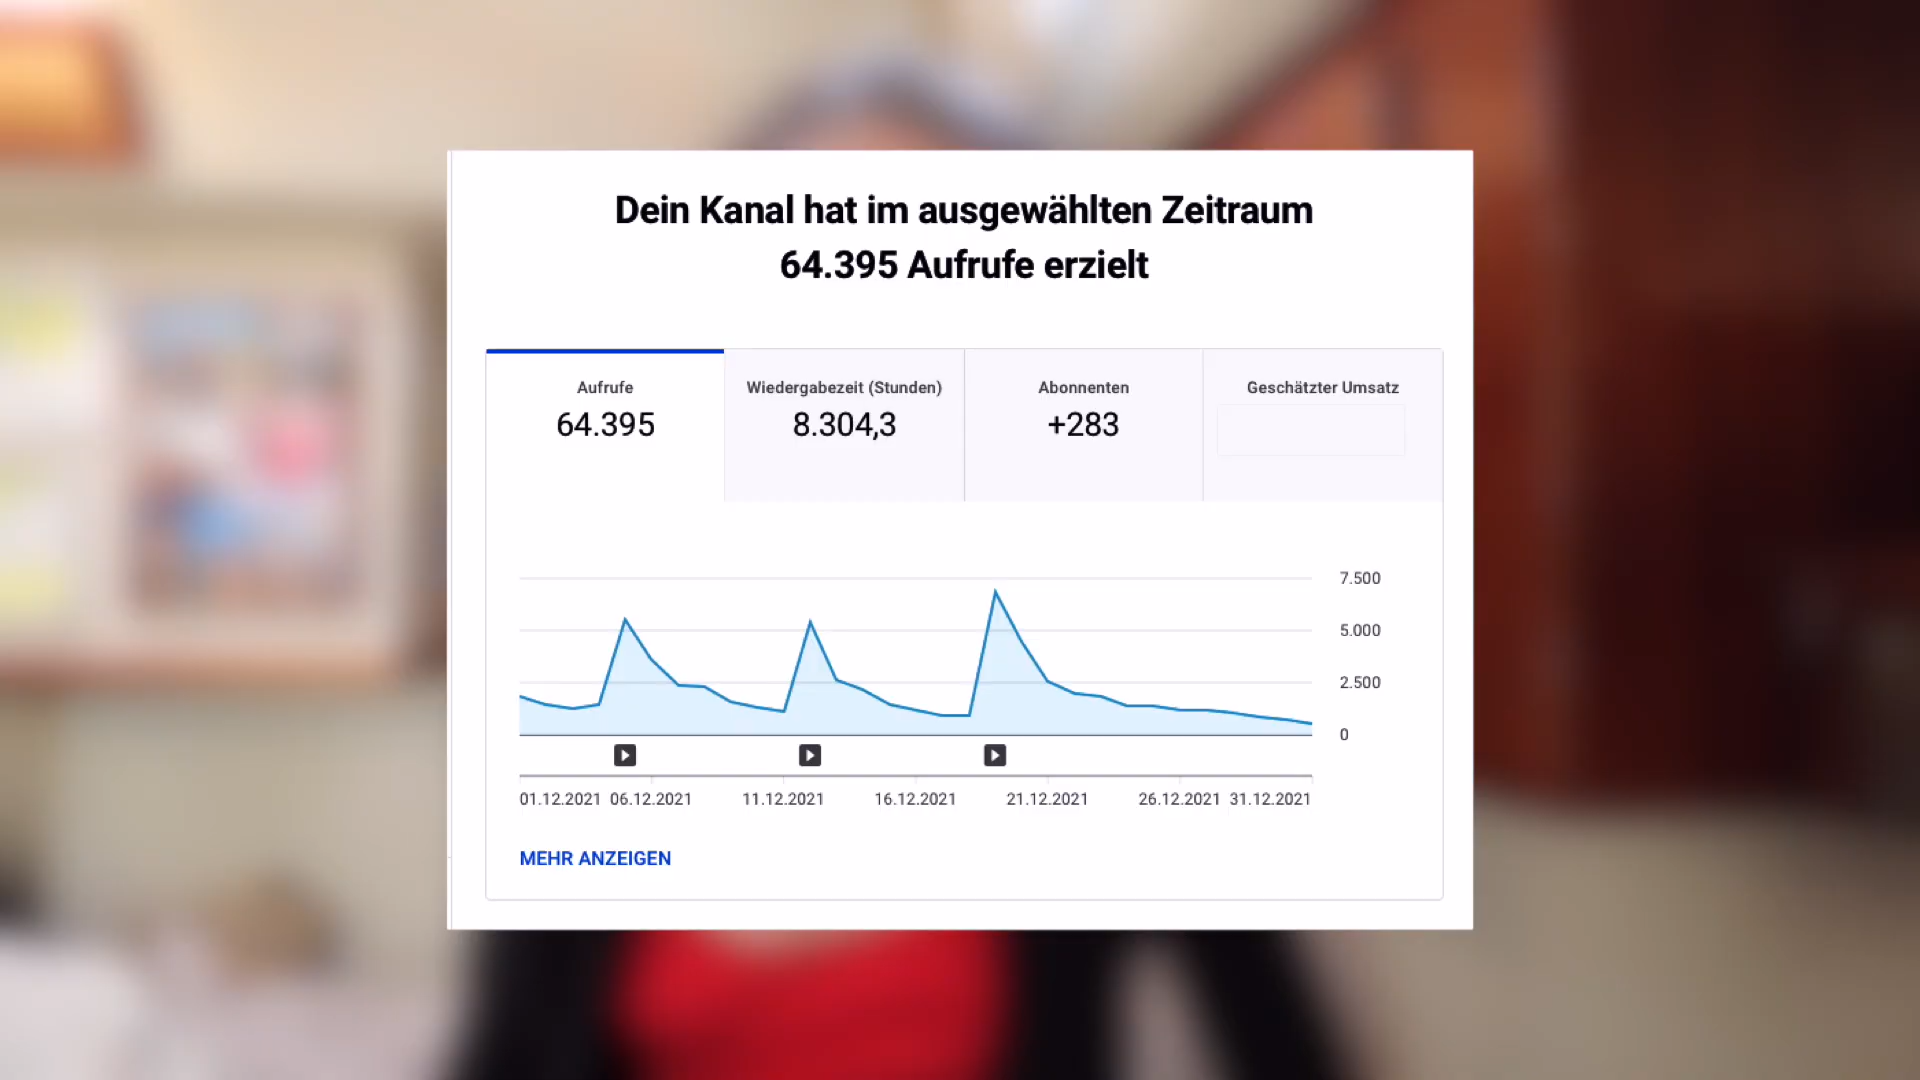 Dein Kanal hat im ausgewählten Zeitraum
64.395 Aufrufe erzielt
Aufrufe
64.395
Wiedergabezeit (Stunden)
8.304,3
Abonnenten
+283
Geschätzter Umsatz
7.500
5.000
2.500
0
01.12.2021 06.12.2021 11.12.2021 16.12.2021 21.12.2021 26.12.2021 31.12.2021
MEHR ANZEIGEN